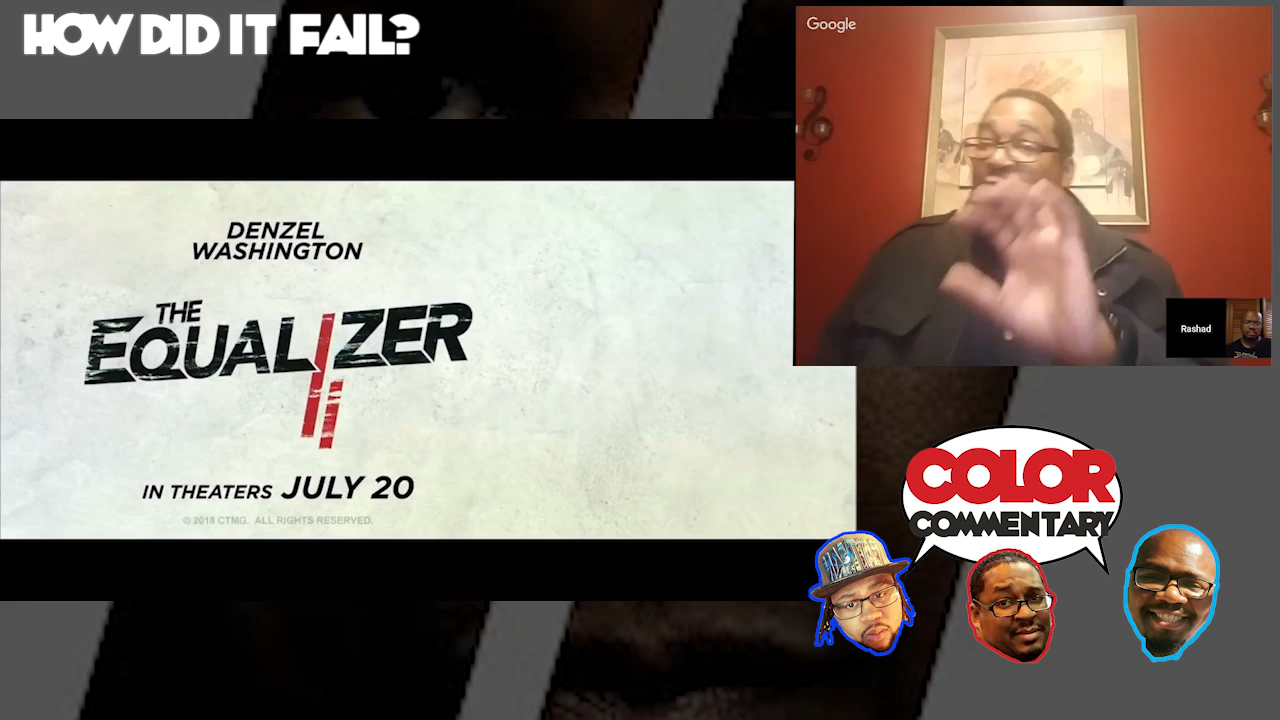 HOW DID IT FAIL?
Google
DENZEL
WASHINGTON
THE
EQUALIZER
II
IN THEATERS JULY 20
© 2018 CTMG. ALL RIGHTS RESERVED.
Rashad
COLOR
COMMENTARY